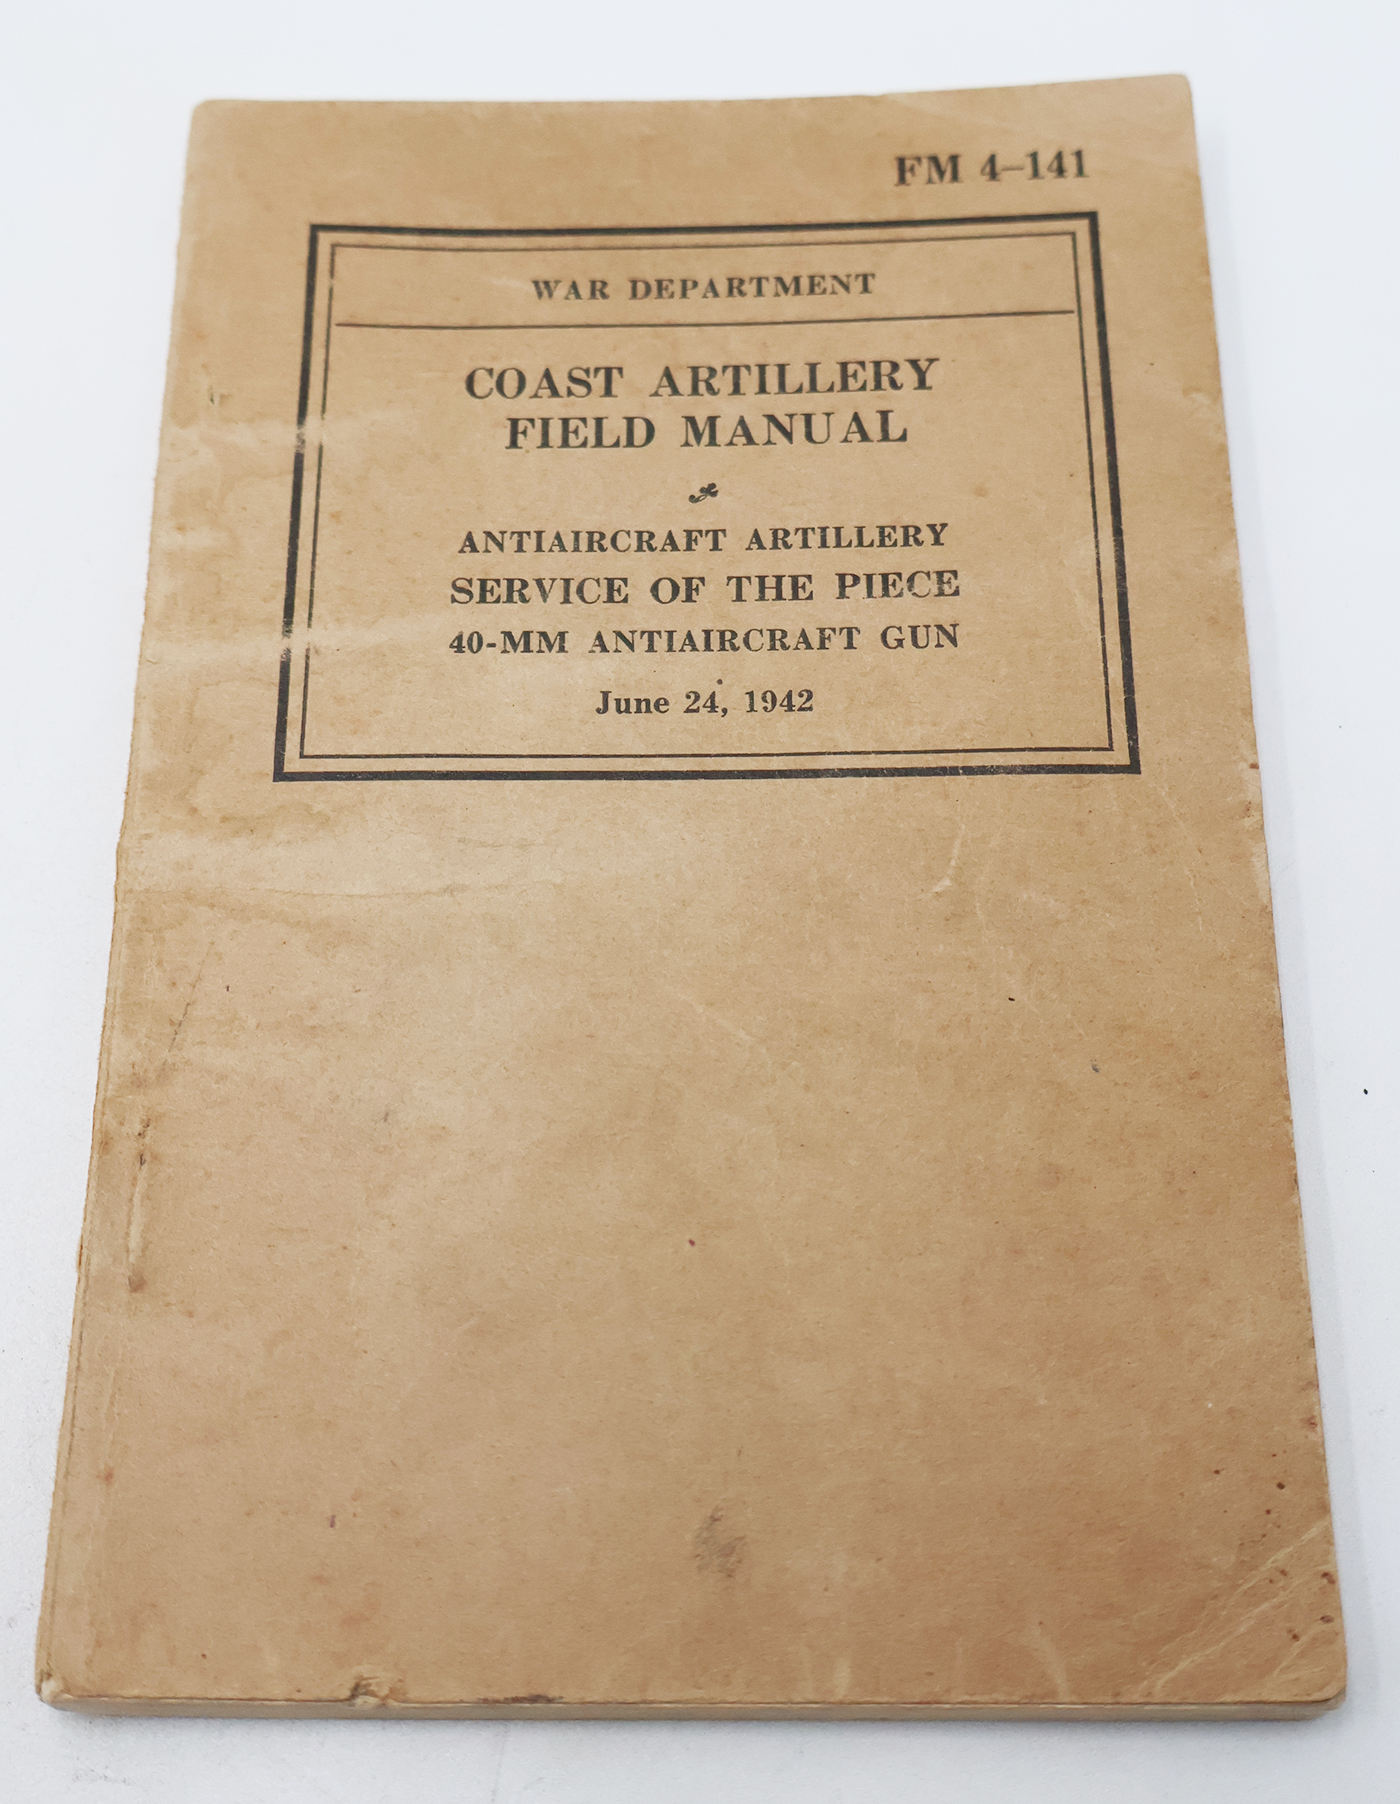 FM 4-141
WAR DEPARTMENT
COAST ARTILLERY
FIELD MANUAL
ANTIAIRCRAFT ARTILLERY
SERVICE OF THE PIECE
40-MM ANTIAIRCRAFT GUN
June 24, 1942